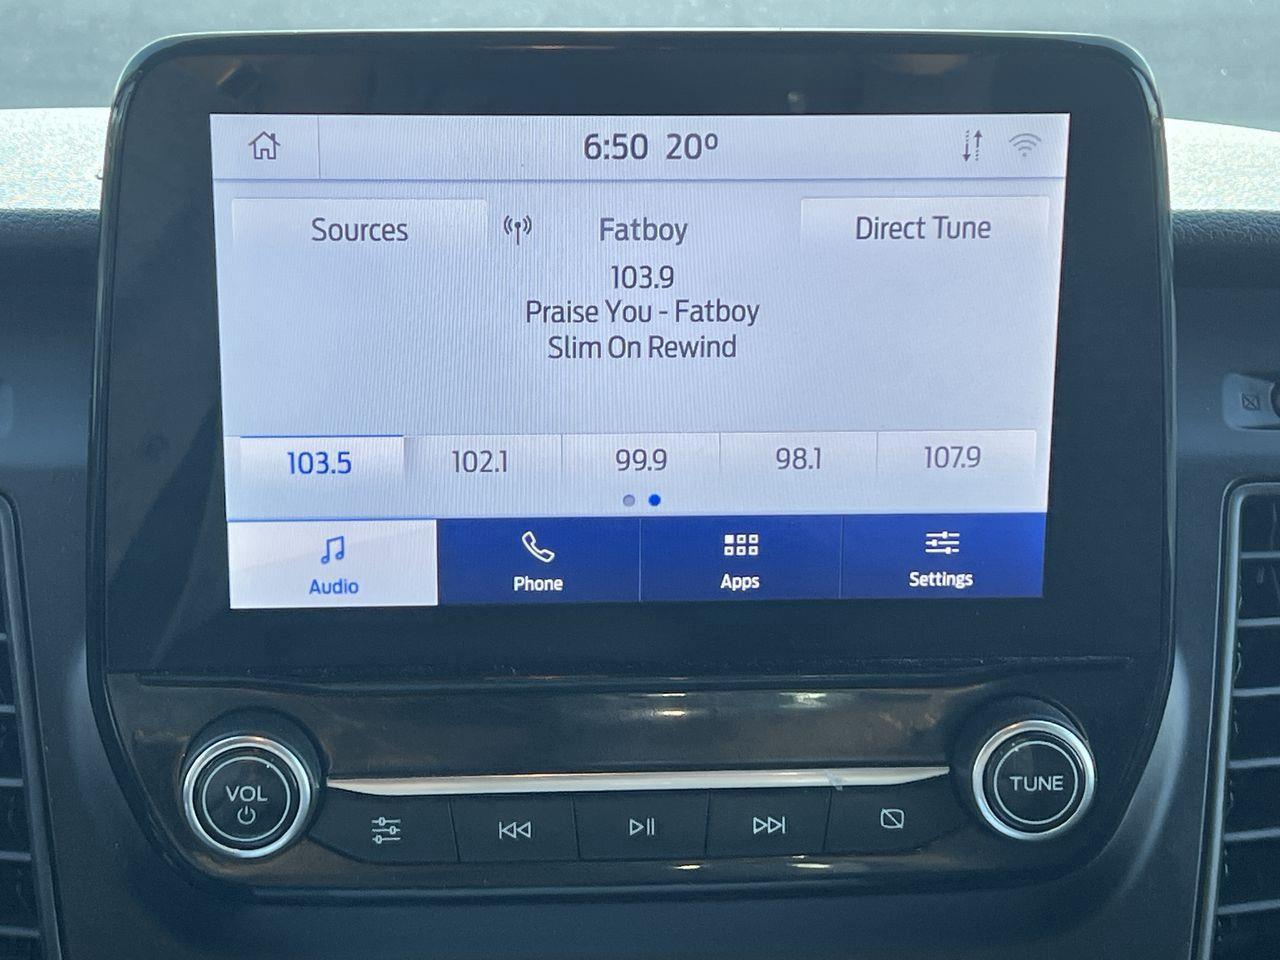 6:50 20º
Sources
Fatboy
Direct Tune
103.9
Praise You - Fatboy
Slim On Rewind
103.5
102.1
99.9
98.1
107.9
Audio
Phone
Apps
Settings
VOL
TUNE